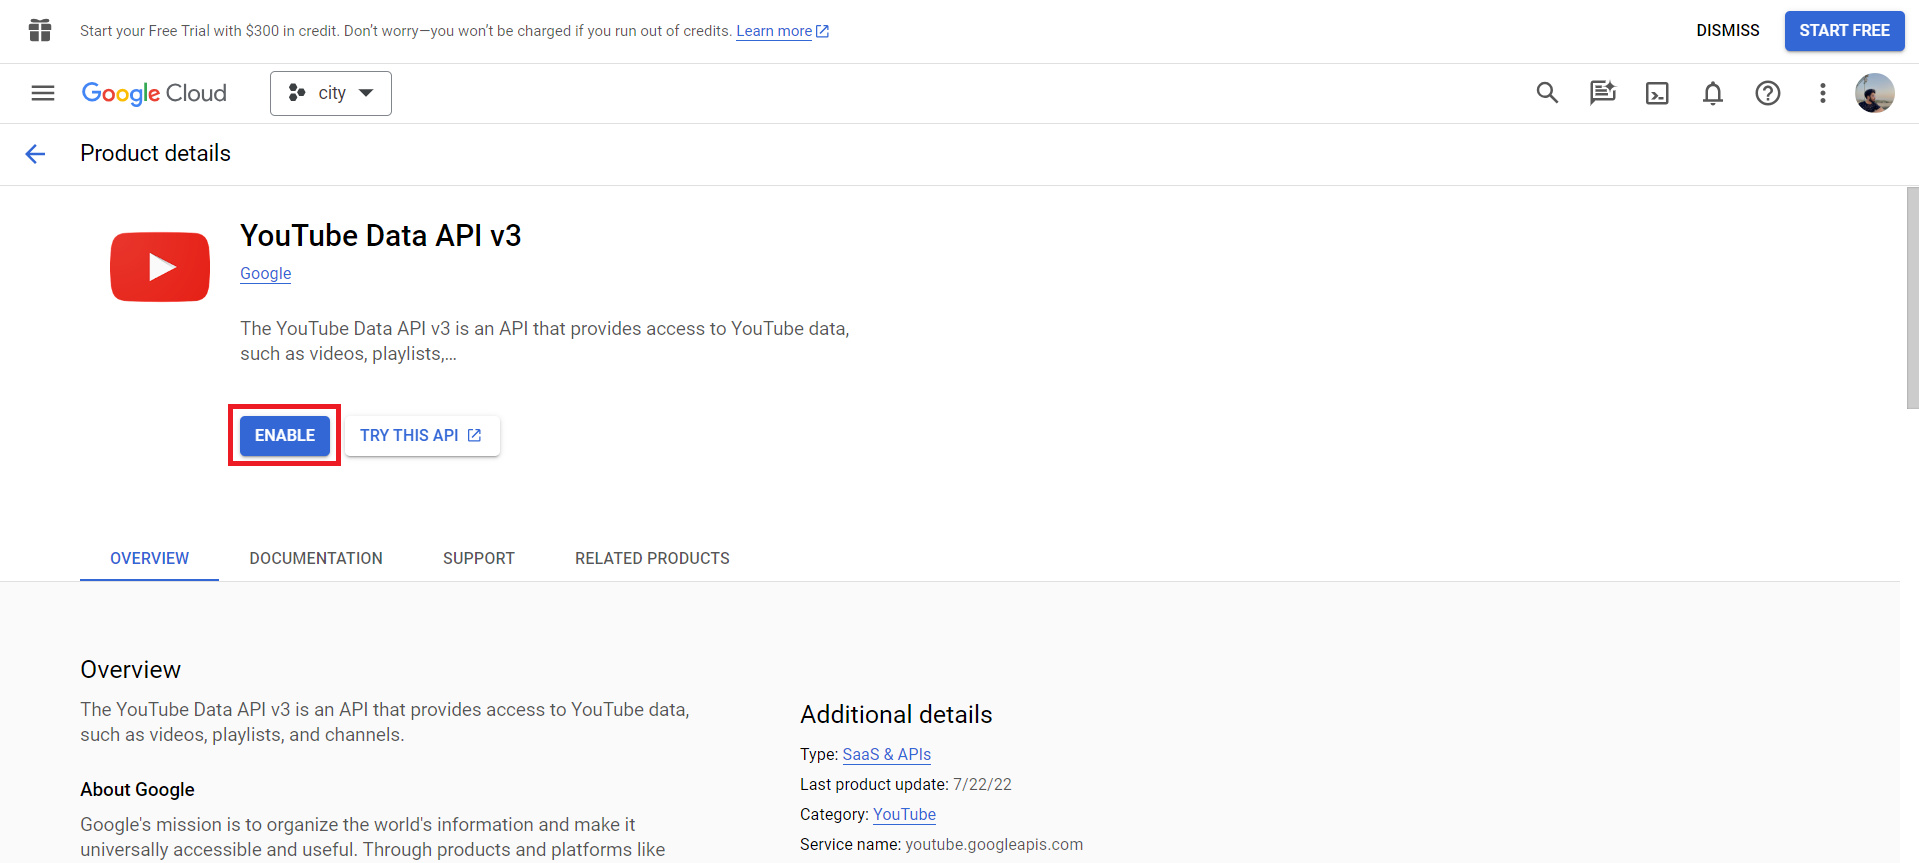 Start your Free Trial with $300 in credit. Don’t worry—you won’t be charged if you run out of credits. Learn more
DISMISS
START FREE
Google Cloud
city
Product details
YouTube Data API v3
Google
The YouTube Data API v3 is an API that provides access to YouTube data,
such as videos, playlists,…
ENABLE
TRY THIS API
OVERVIEW
DOCUMENTATION
SUPPORT
RELATED PRODUCTS
Overview
The YouTube Data API v3 is an API that provides access to YouTube data,
such as videos, playlists, and channels.
About Google
Google's mission is to organize the world's information and make it
universally accessible and useful. Through products and platforms like
Additional details
Type: SaaS & APIs
Last product update: 7/22/22
Category: YouTube
Service name: youtube.googleapis.com